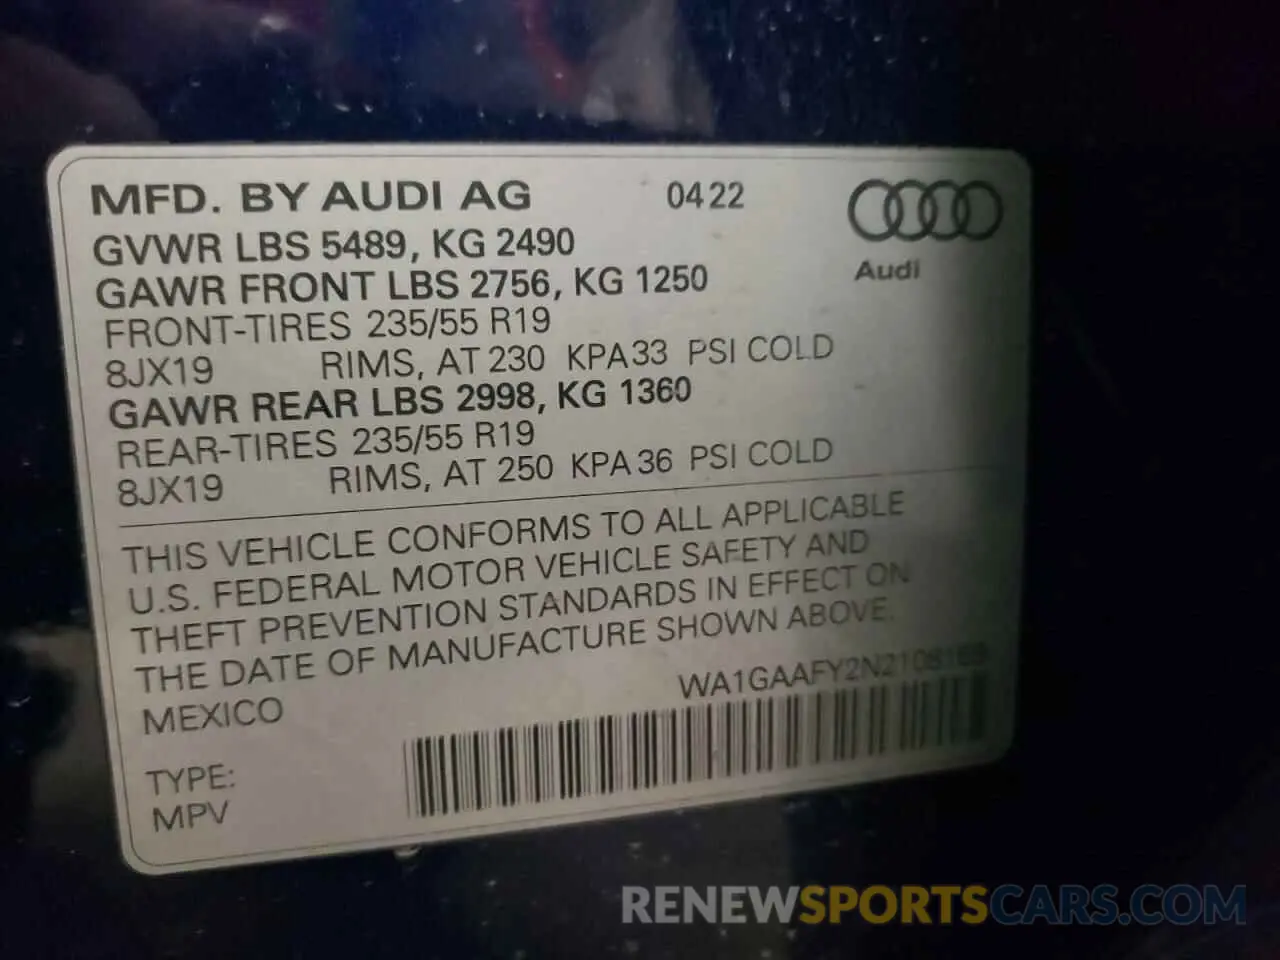 MFD. BY AUDI AG 0422
Audi
GVWR LBS 5489, KG 2490
GAWR FRONT LBS 2756, KG 1250
FRONT-TIRES 235/55 R19
8JX19 RIMS, AT 230 KPA 33 PSI COLD
GAWR REAR LBS 2998, KG 1360
REAR-TIRES 235/55 R19
8JX19 RIMS, AT 250 KPA 36 PSI COLD
THIS VEHICLE CONFORMS TO ALL APPLICABLE
U.S. FEDERAL MOTOR VEHICLE SAFETY AND
THEFT PREVENTION STANDARDS IN EFFECT ON
THE DATE OF MANUFACTURE SHOWN ABOVE.
MEXICO
TYPE:
MPV
RENEWSPORTSCARS.COM